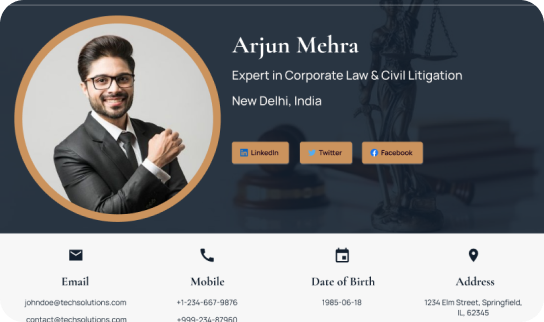 Arjun Mehra
Expert in Corporate Law & Civil Litigation
New Delhi, India
LinkedIn
Twitter
Facebook
Email
johndoe@techsolutions.com
contact@techsolutions.com
Mobile
+1-234-667-9876
+999-234-87960
Date of Birth
1985-06-18
Address
1234 Elm Street, Springfield,
IL, 62345